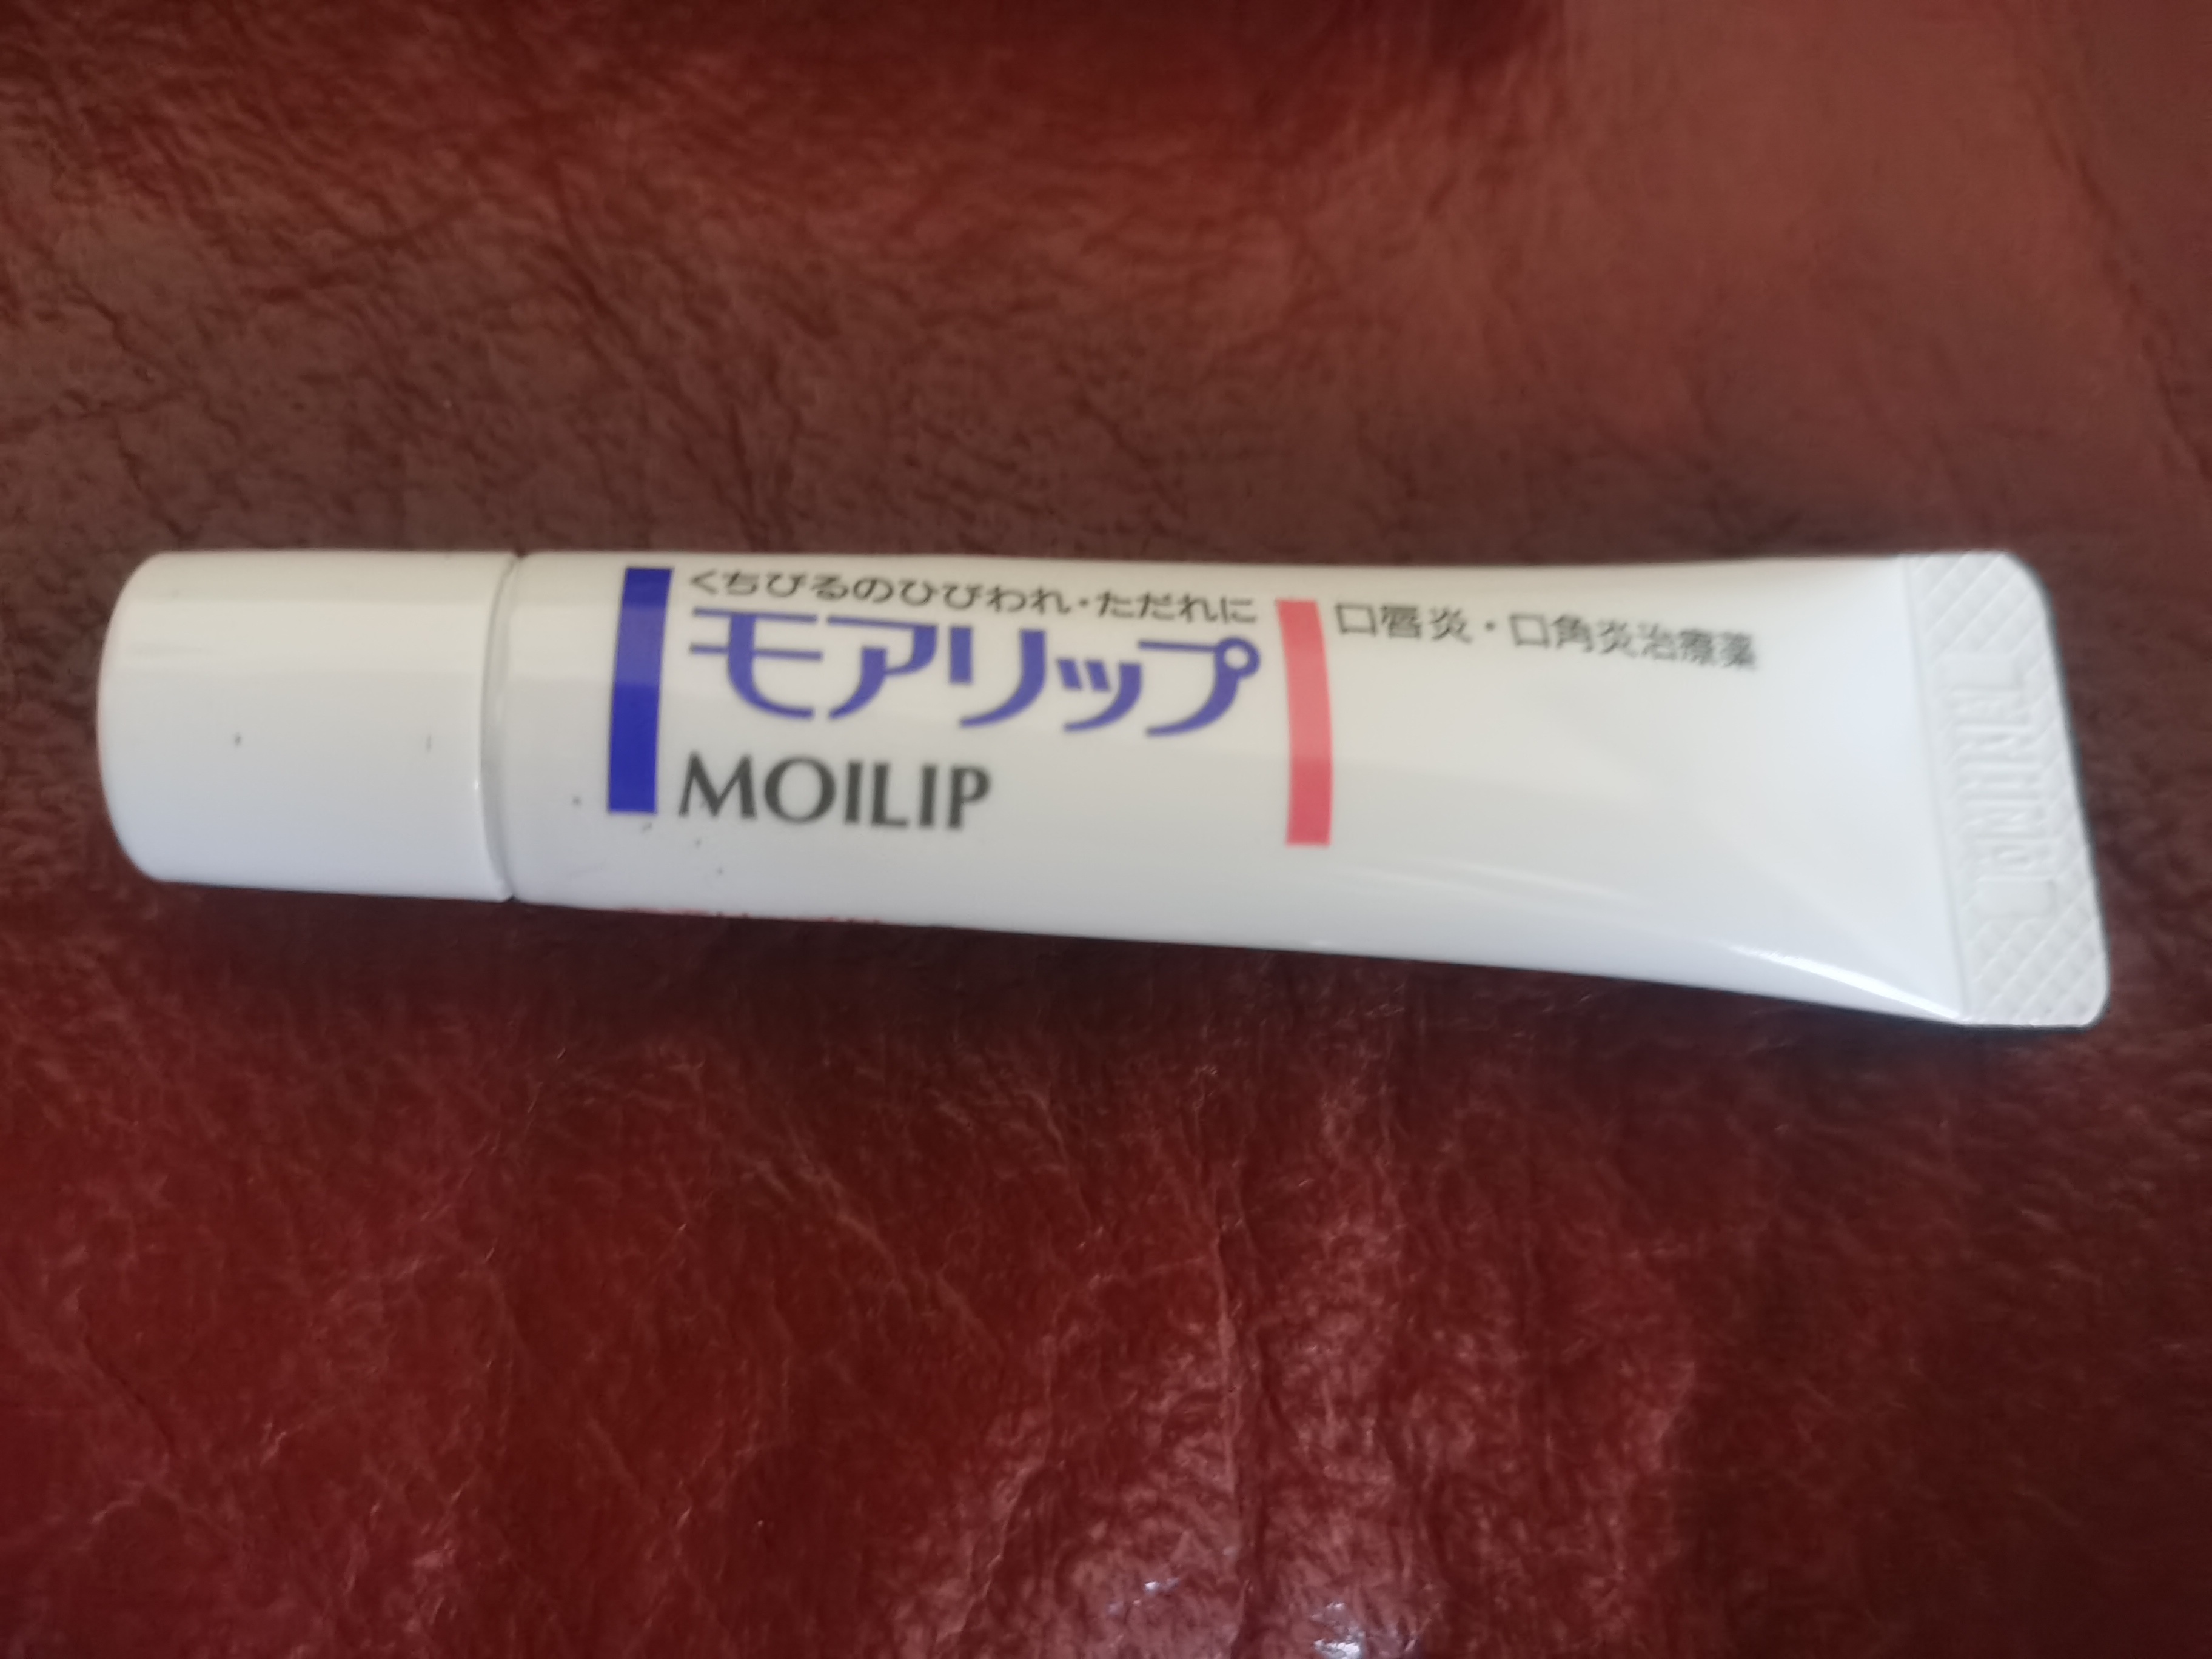 くちびるのひびわれ・ただれに
モアリップ
MOILIP
口唇炎・口角炎治療薬